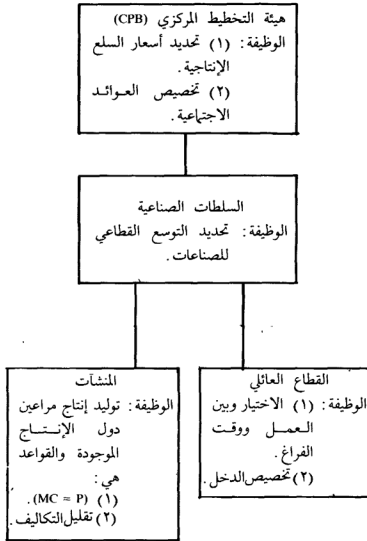 هيئة التخطيط المركزي (CPB)
الوظيفة: (١) تحديد أسعار السلع
الإنتاجية.
(٢) تخصيص العوائد
الاجتماعية.
السلطات الصناعية
الوظيفة: تحديد التوسع القطاعي
للصناعات.
المنشآت
الوظيفة: توليد إنتاج مراعين
دول الإنتاج
الموجودة والقواعد
هي:
(١) (MC = P).
(٢) تقليل التكاليف.
القطاع العائلي
الوظيفة: (١) الاختيار وبين
العمل ووقت
الفراغ.
(٢) تخصيص الدخل.